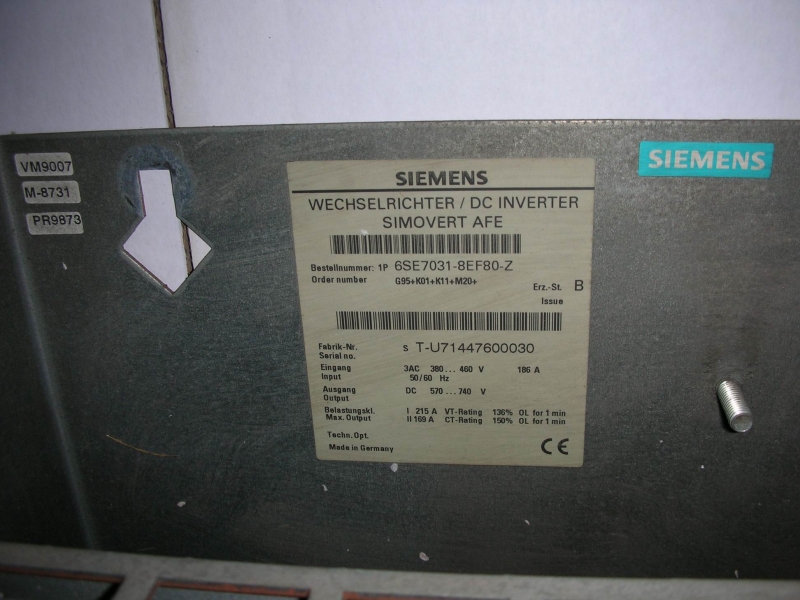 VM9007
M-8731
PR9873
SIEMENS
SIEMENS
WECHSELRICHTER / DC INVERTER
SIMOVERT AFE
Bestellnummer: 1P 6SE7031-8EF80-Z
Order number G95+K01+K11+M20+
Erz.-St. B
Issue
Fabrik-Nr.
Serial no. S T-U71447600030
Eingang 3AC 380... 460 V 186 A
Input 50/60 Hz
Ausgang DC 570... 740 V
Output
Belastungskl. I 215 A VT-Rating 136% OL for 1 min
Max. Output II 169 A CT-Rating 150% OL for 1 min
Techn. Opt.
Made in Germany CE